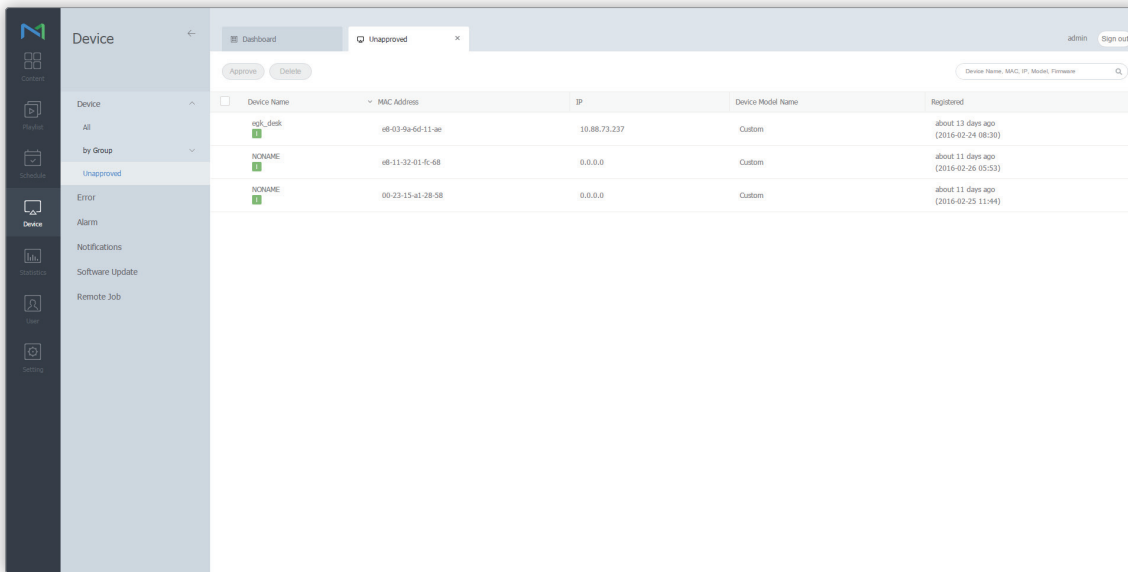 Content
Playlist
Schedule
Device
Statistics
User
Setting
Device
Device
All
by Group
Unapproved
Error
Alarm
Notifications
Software Update
Remote Job
Dashboard
Unapproved
admin
Sign out
Approve
Delete
Device Name, MAC, IP, Model, Firmware
Device Name MAC Address IP Device Model Name Registered
egk_desk e8-03-9a-6d-11-ae 10.88.73.237 Custom about 13 days ago
I (2016-02-24 08:30)
NONAME e8-11-32-01-fc-68 0.0.0.0 Custom about 11 days ago
I (2016-02-26 05:53)
NONAME 00-23-15-a1-28-58 0.0.0.0 Custom about 11 days ago
I (2016-02-25 11:44)